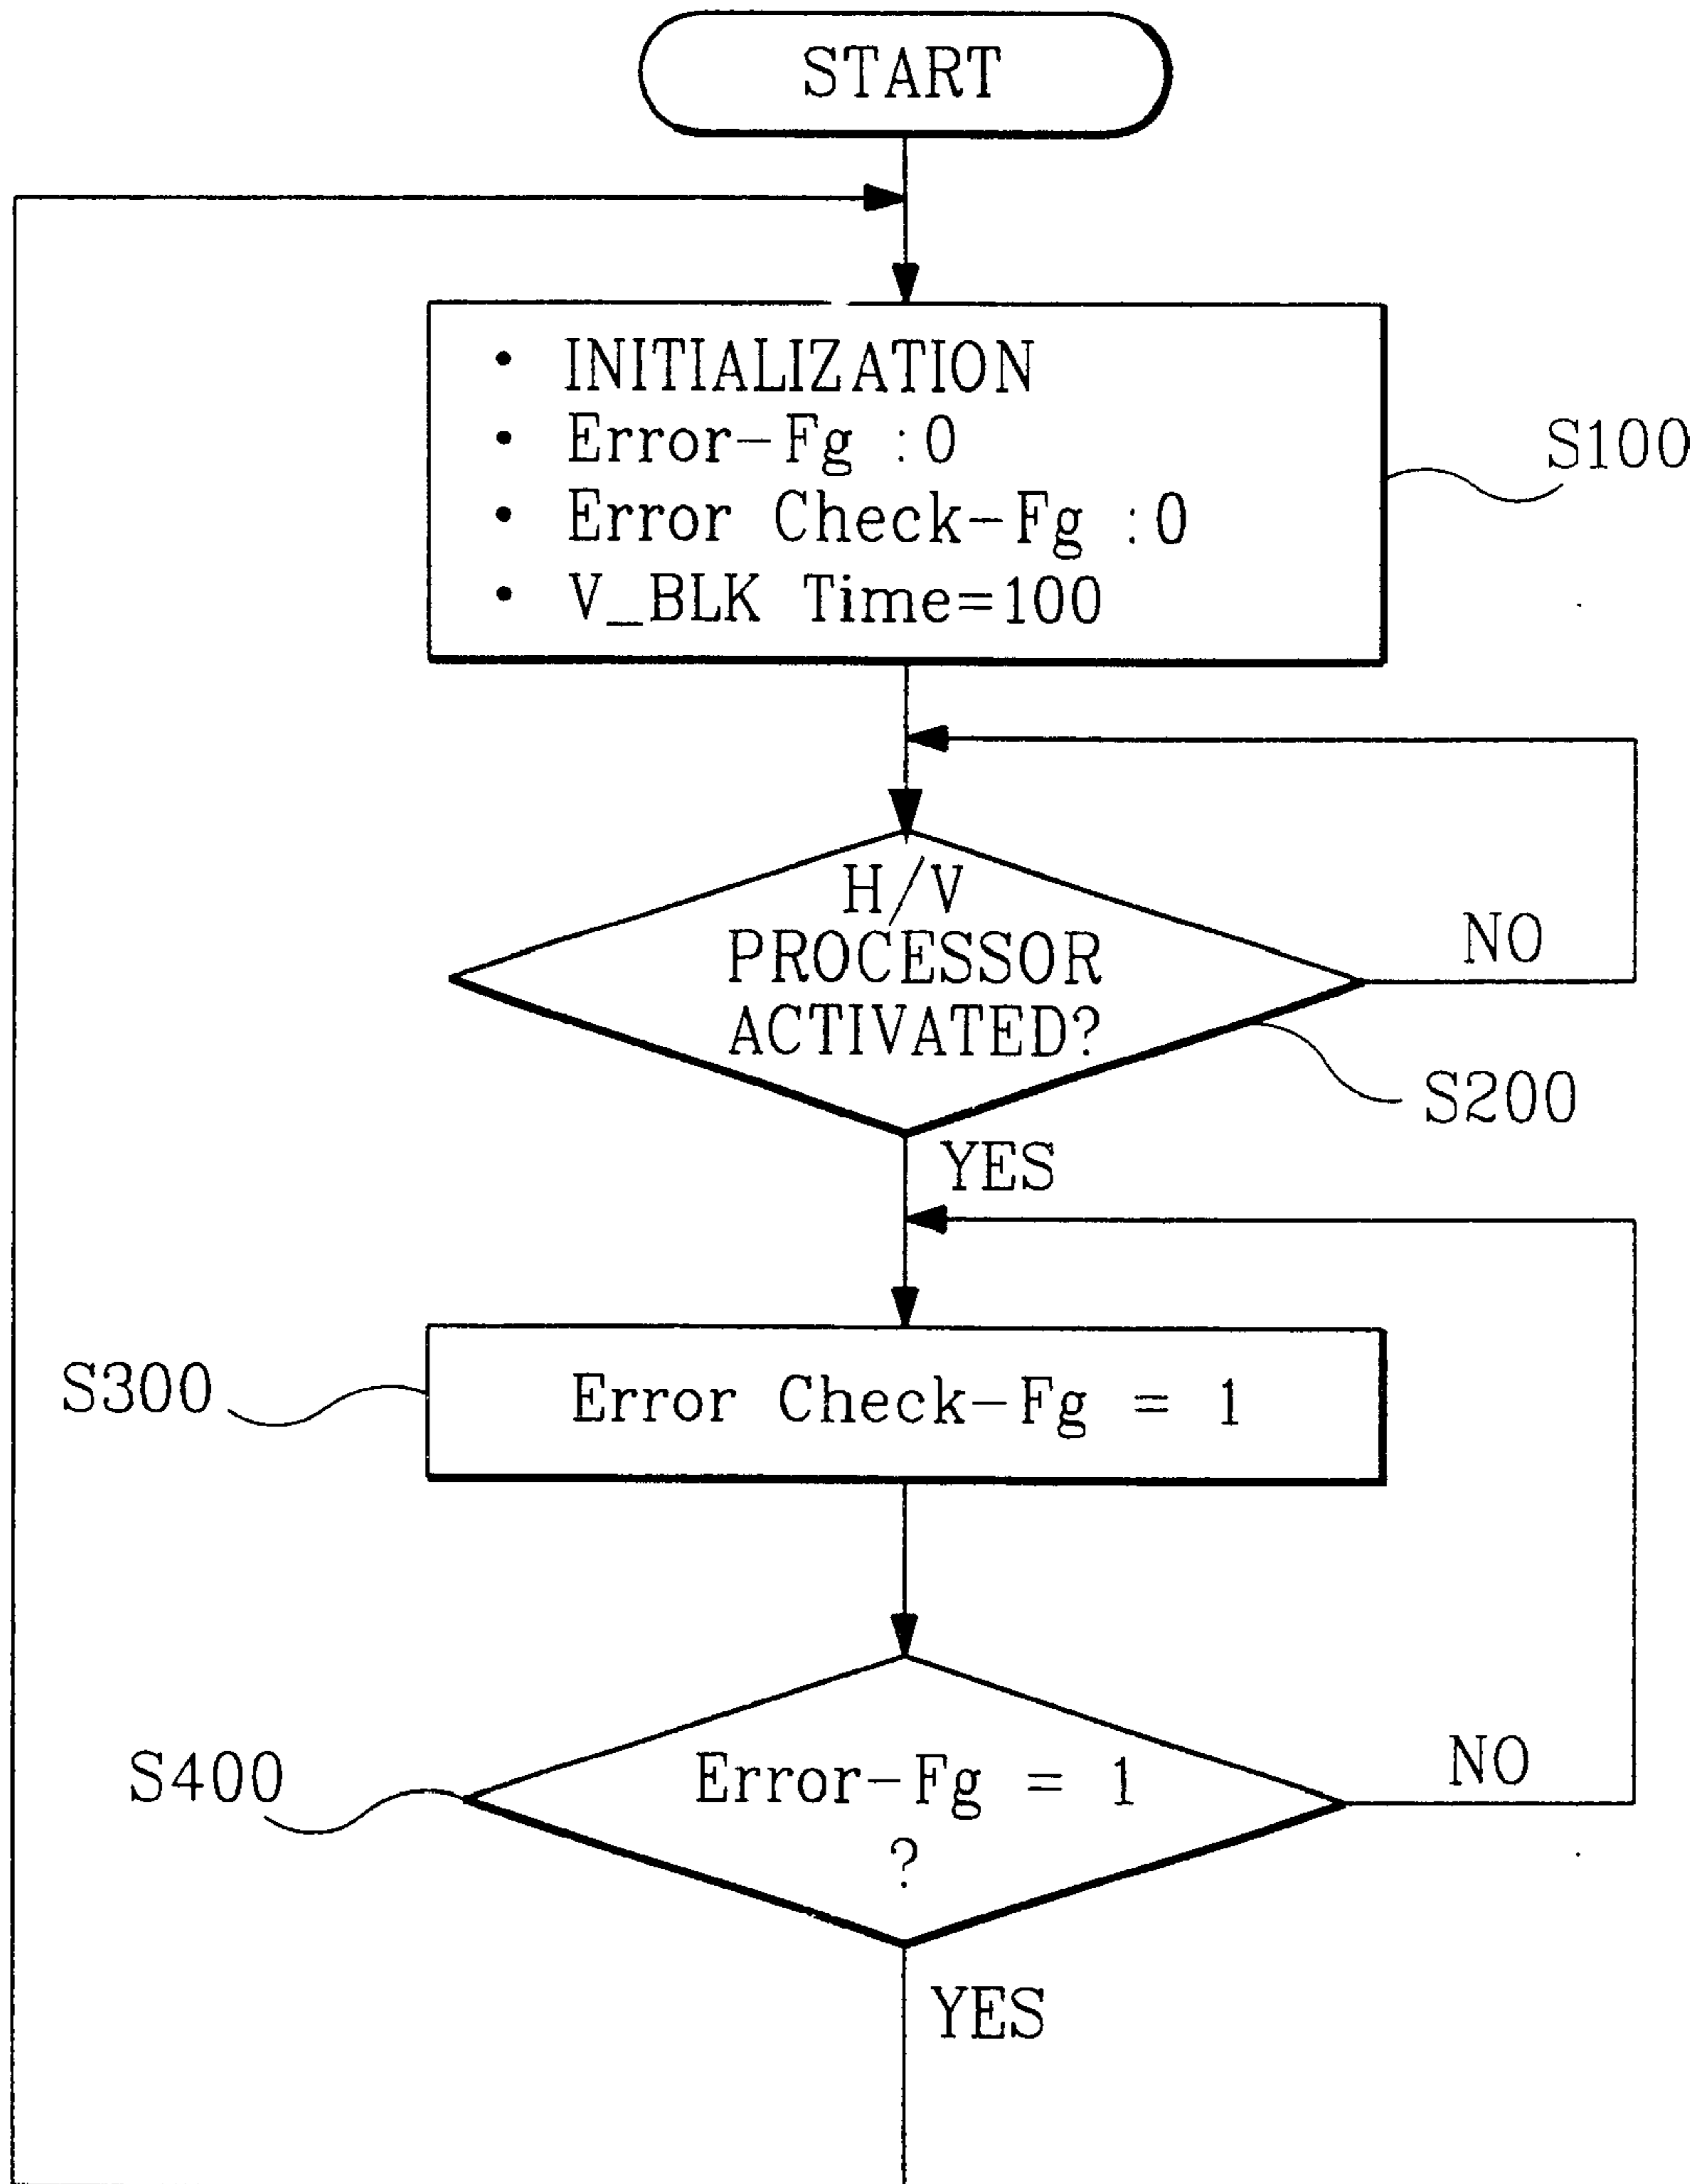 START
• INITIALIZATION
• Error-Fg :0
• Error Check-Fg :0
• V_BLK Time=100
S100
H/V
PROCESSOR
ACTIVATED?
NO
S200
YES
S300
Error Check-Fg = 1
S400
Error-Fg = 1
?
NO
YES